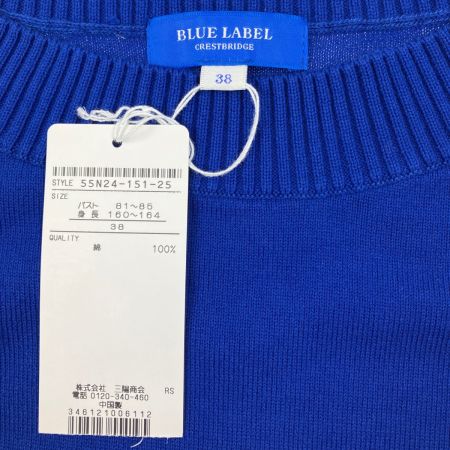 BLUE LABEL
CRESTBRIDGE
38
STYLE 55N24-151-25
SIZE
バスト 81～85
身 長 160～164
38
QUALITY
綿 100%
株式会社 三陽商会 RS
電話 0120-340-460
中国製
346121006112